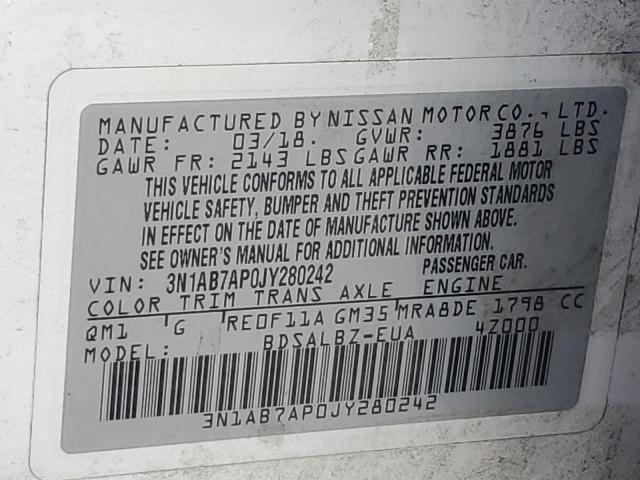 MANUFACTURED BY NISSAN MOTOR CO., LTD.
DATE: 03/18. GVWR: 3876 LBS
GAWR FR: 2143 LBS GAWR RR: 1881 LBS
THIS VEHICLE CONFORMS TO ALL APPLICABLE FEDERAL MOTOR
VEHICLE SAFETY, BUMPER AND THEFT PREVENTION STANDARDS
IN EFFECT ON THE DATE OF MANUFACTURE SHOWN ABOVE.
SEE OWNER'S MANUAL FOR ADDITIONAL INFORMATION.
VIN: 3N1AB7AP0JY280242 PASSENGER CAR.
COLOR TRIM TRANS AXLE ENGINE
QM1 G RE0F11A GM35 MRA8DE 1798 CC
MODEL: BDSALBZ-EUA 4Z000
3N1AB7AP0JY280242